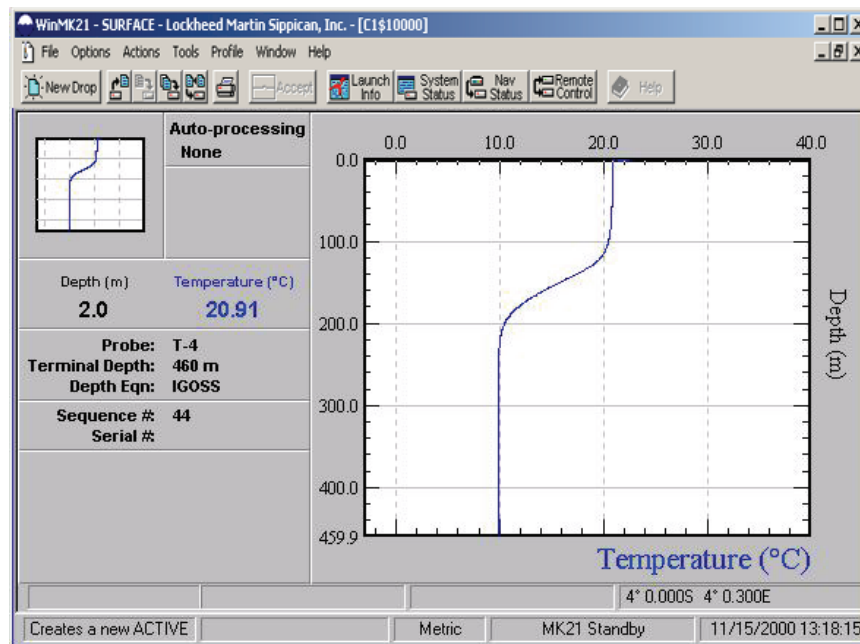 WinMK21 - SURFACE - Lockheed Martin Sippican, Inc. - [C1$10000]
File Options Actions Tools Profile Window Help
New Drop Accept Launch Info System Status Nav Status Remote Control Help
Auto-processing
None
Depth (m) Temperature (°C)
2.0 20.91
Probe: T-4
Terminal Depth: 460 m
Depth Eqn: IGOSS
Sequence #: 44
Serial #:
0.0 10.0 20.0 30.0 40.0
0.0
100.0
200.0
300.0
400.0
459.9
Depth (m)
Temperature (°C)
4° 0.000S 4° 0.300E
Creates a new ACTIVE Metric MK21 Standby 11/15/2000 13:18:15